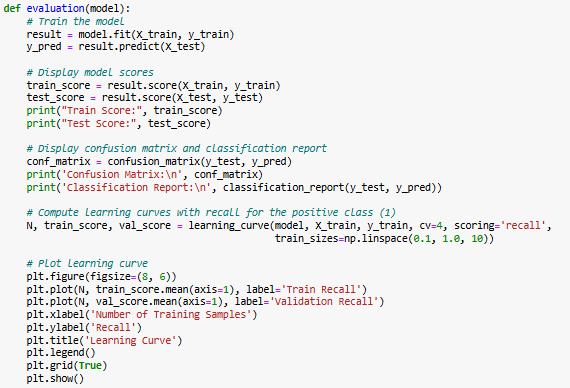 def evaluation(model):
    # Train the model
    result = model.fit(X_train, y_train)
    y_pred = result.predict(X_test)

    # Display model scores
    train_score = result.score(X_train, y_train)
    test_score = result.score(X_test, y_test)
    print("Train Score:", train_score)
    print("Test Score:", test_score)

    # Display confusion matrix and classification report
    conf_matrix = confusion_matrix(y_test, y_pred)
    print('Confusion Matrix:\n', conf_matrix)
    print('Classification Report:\n', classification_report(y_test, y_pred))

    # Compute learning curves with recall for the positive class (1)
    N, train_score, val_score = learning_curve(model, X_train, y_train, cv=4, scoring='recall',
                                               train_sizes=np.linspace(0.1, 1.0, 10))

    # Plot learning curve
    plt.figure(figsize=(8, 6))
    plt.plot(N, train_score.mean(axis=1), label='Train Recall')
    plt.plot(N, val_score.mean(axis=1), label='Validation Recall')
    plt.xlabel('Number of Training Samples')
    plt.ylabel('Recall')
    plt.title('Learning Curve')
    plt.legend()
    plt.grid(True)
    plt.show()